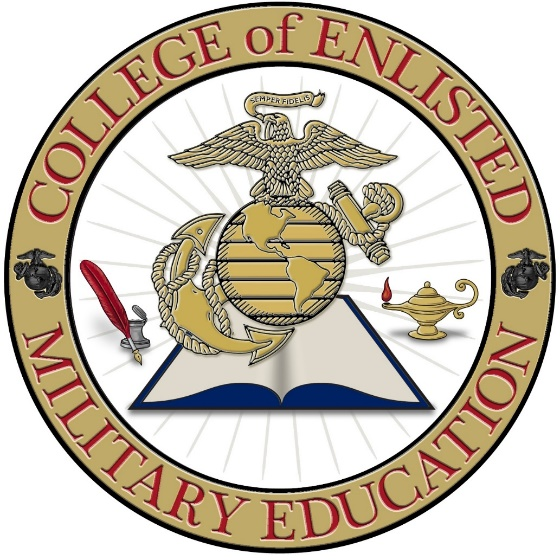 COLLEGE of ENLISTED
MILITARY EDUCATION
SEMPER FIDELIS